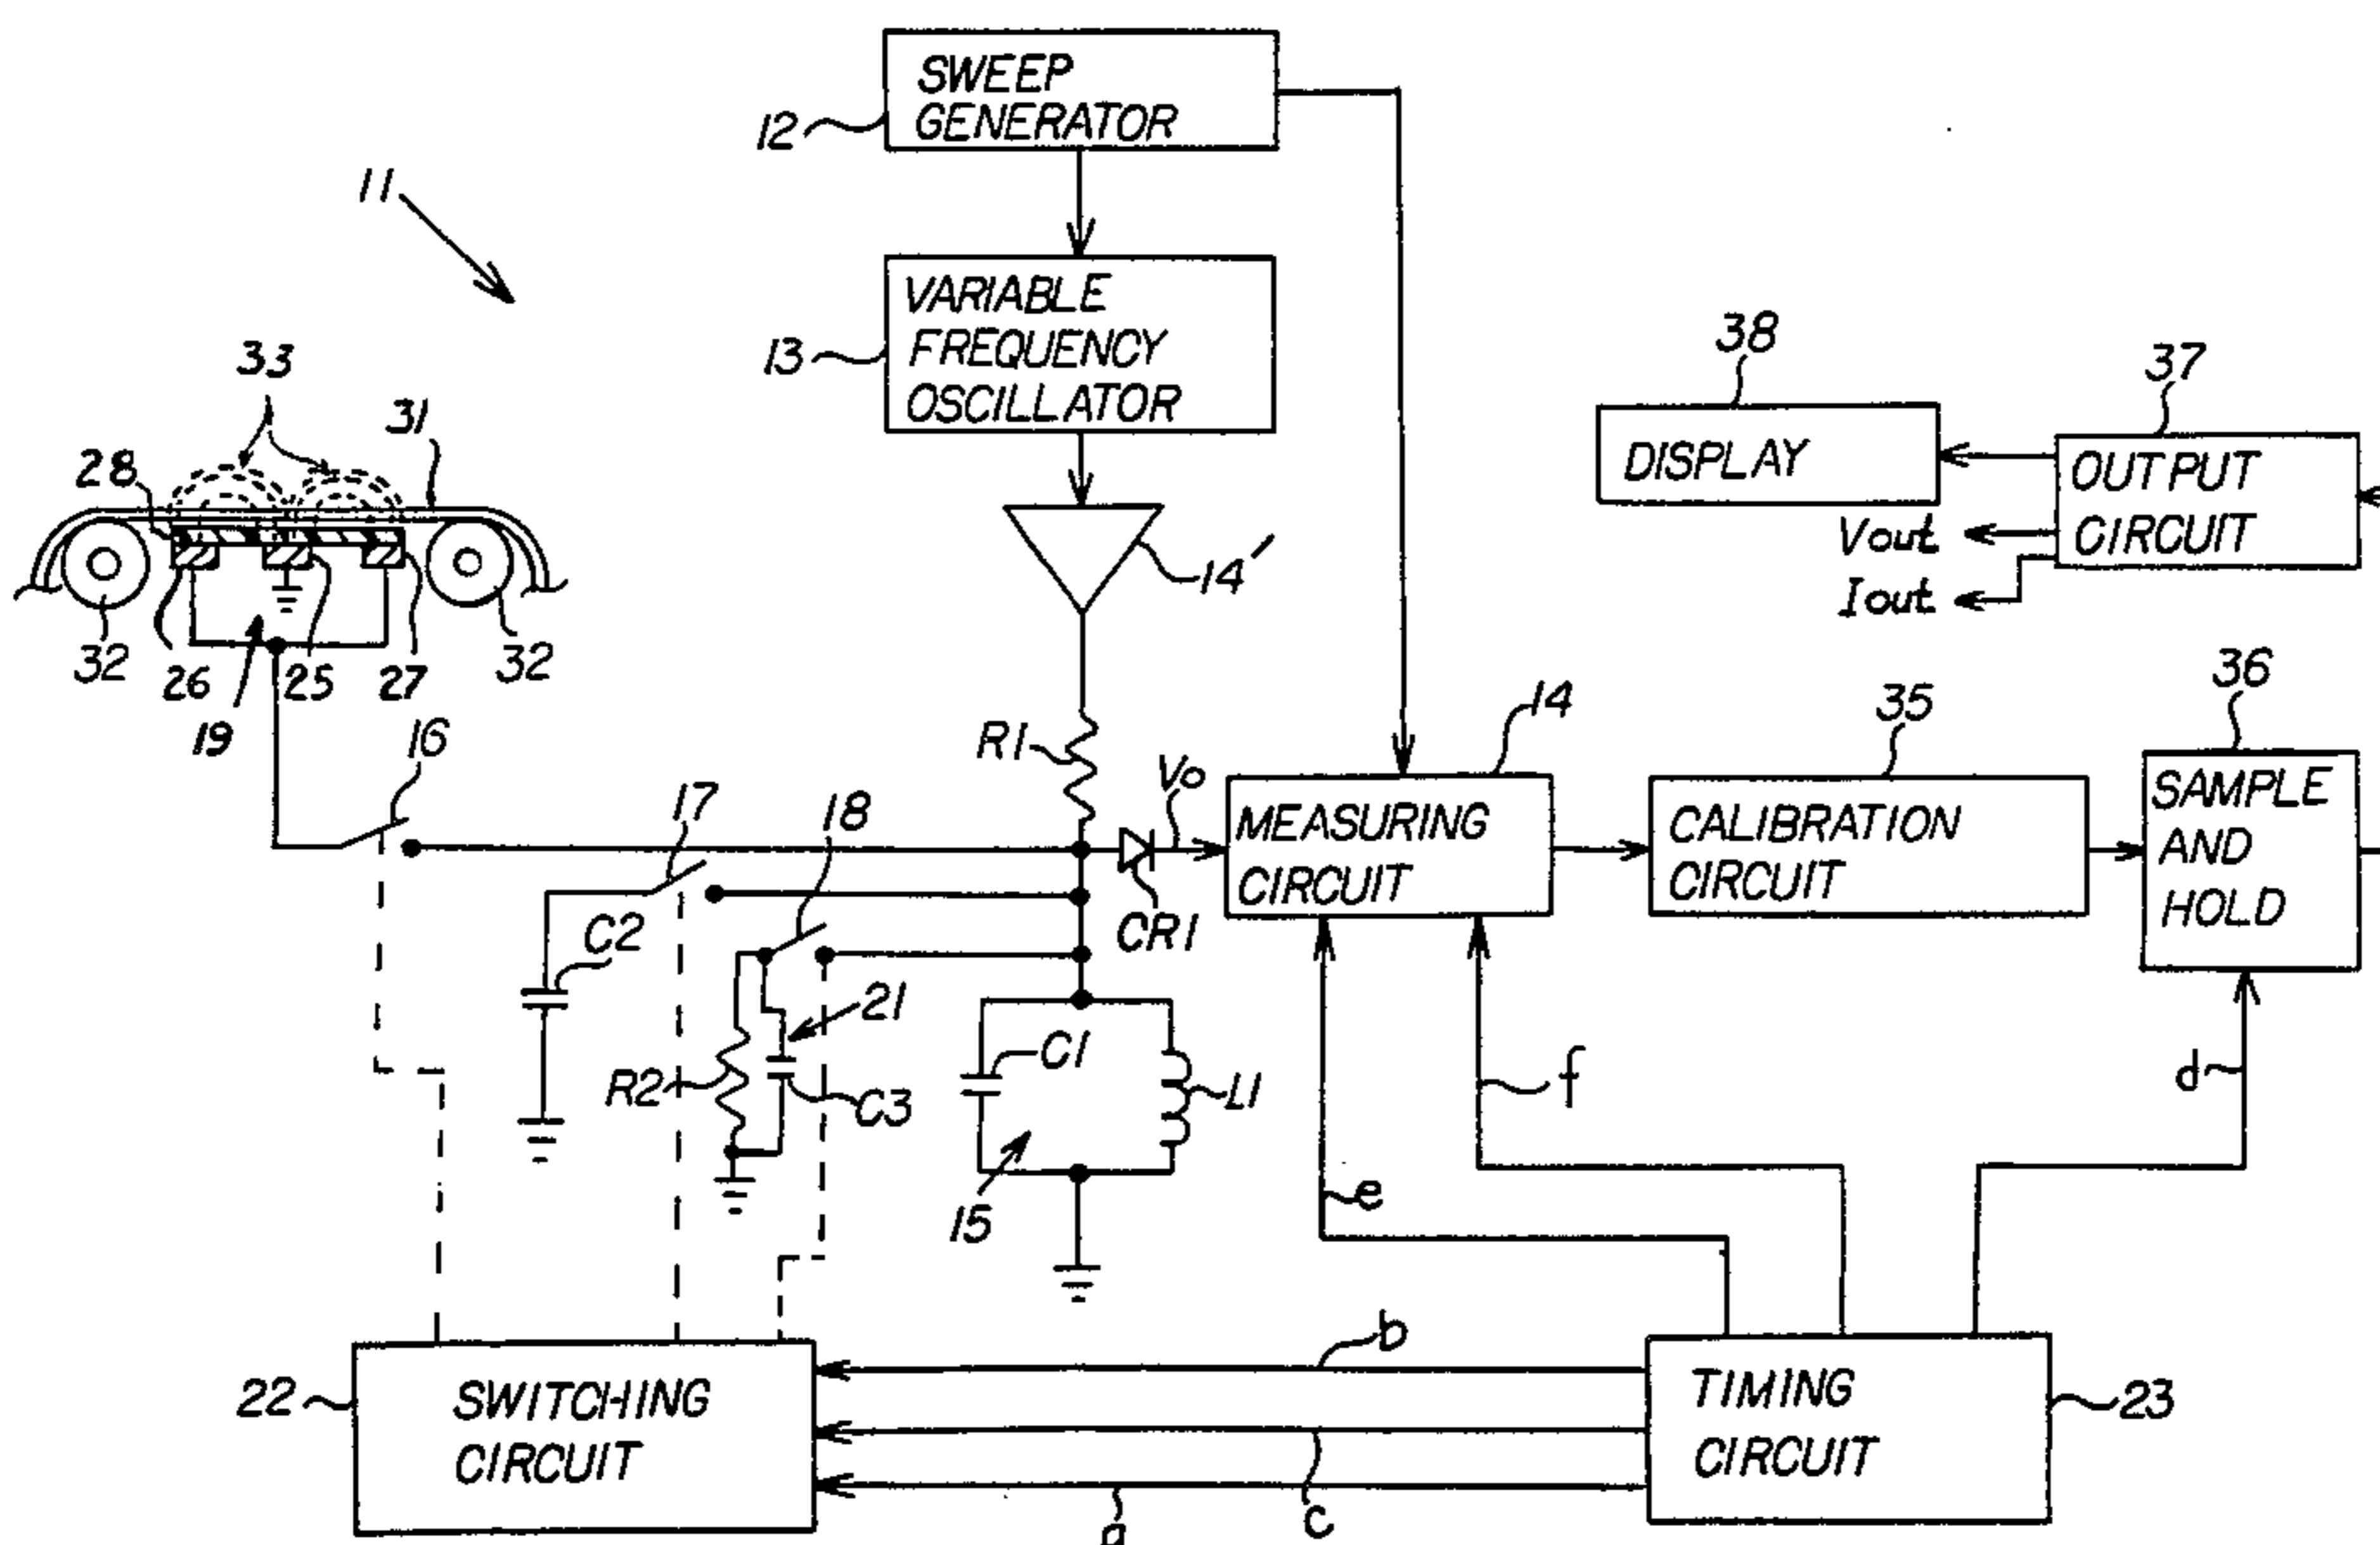 SWEEP
GENERATOR
12
11
VARIABLE
FREQUENCY
OSCILLATOR
13
38
37
33
31
28
DISPLAY
OUTPUT
CIRCUIT
Vout
Iout
14'
32
26
25
27
32
19
16
R1
Vo
14
35
36
17
18
MEASURING
CIRCUIT
CALIBRATION
CIRCUIT
SAMPLE
AND
HOLD
C2
CR1
21
C1
R2
C3
L1
f
d
15
e
b
22
SWITCHING
CIRCUIT
TIMING
CIRCUIT
23
c